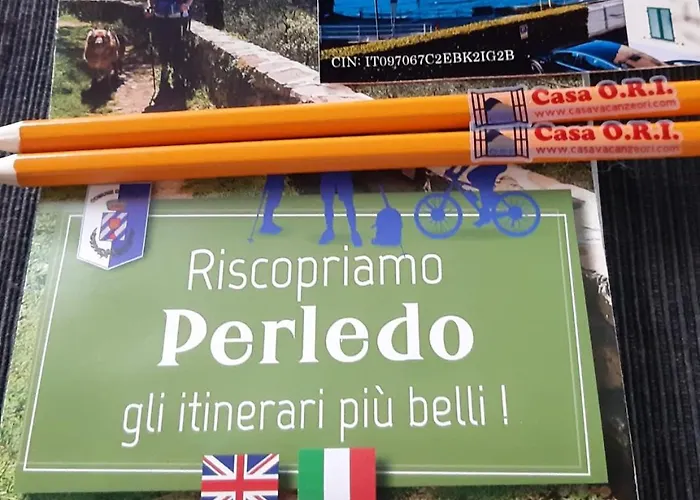 CIN: IT097067C2EBK2IG2B
Casa O.R.I.
www.casavacanzeori.com
Casa O.R.I.
www.casavacanzeori.com
Riscopriamo
Perledo
gli itinerari più belli !